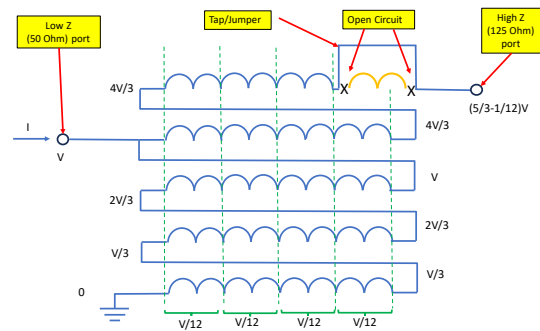 Low Z
(50 Ohm)
port
Tap/Jumper
Open Circuit
High Z
(125 Ohm)
port
X
X
4V/3
(5/3-1/12)V
I
4V/3
V
V
2V/3
2V/3
V/3
V/3
0
V/12
V/12
V/12
V/12